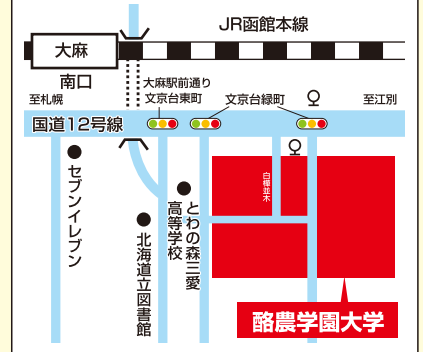 JR函館本線
大麻
南口
大麻駅前通り
至札幌
文京台東町
文京台緑町
至江別
国道12号線
セブンイレブン
白樺並木
とわの森三愛
高等学校
北海道立図書館
酪農学園大学